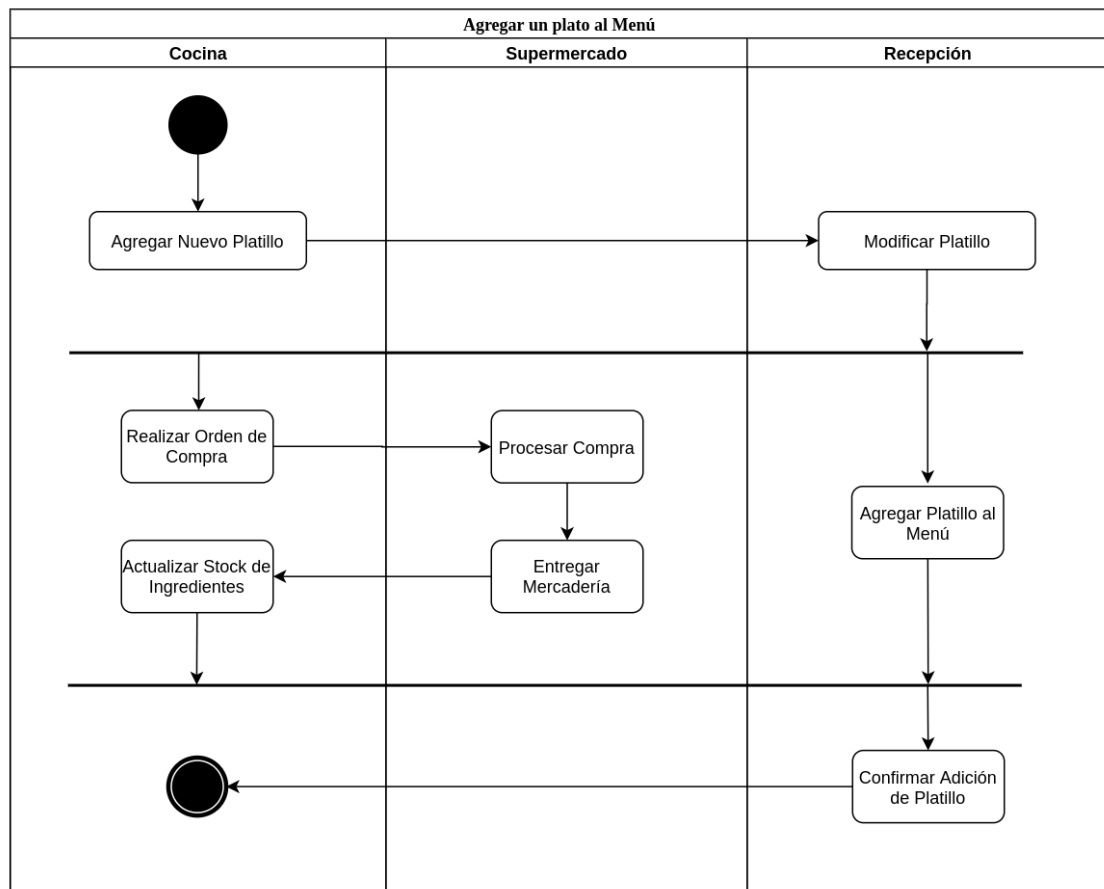 Agregar un plato al Menú
Cocina
Supermercado
Recepción
Agregar Nuevo Platillo
Modificar Platillo
Realizar Orden de
Compra
Procesar Compra
Agregar Platillo al
Menú
Actualizar Stock de
Ingredientes
Entregar
Mercadería
Confirmar Adición
de Platillo